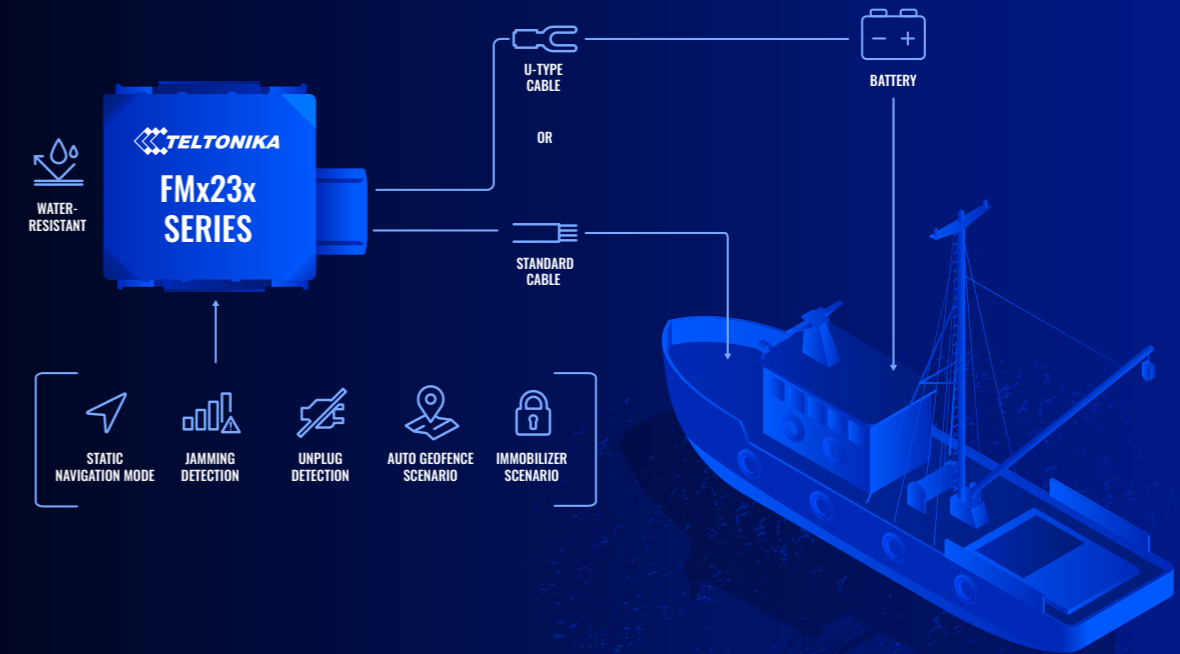 U-TYPE
CABLE
BATTERY
OR
TELTONIKA
FMx23x
SERIES
WATER-
RESISTANT
STANDARD
CABLE
STATIC
NAVIGATION MODE
JAMMING
DETECTION
UNPLUG
DETECTION
AUTO GEOFENCE
SCENARIO
IMMOBILIZER
SCENARIO